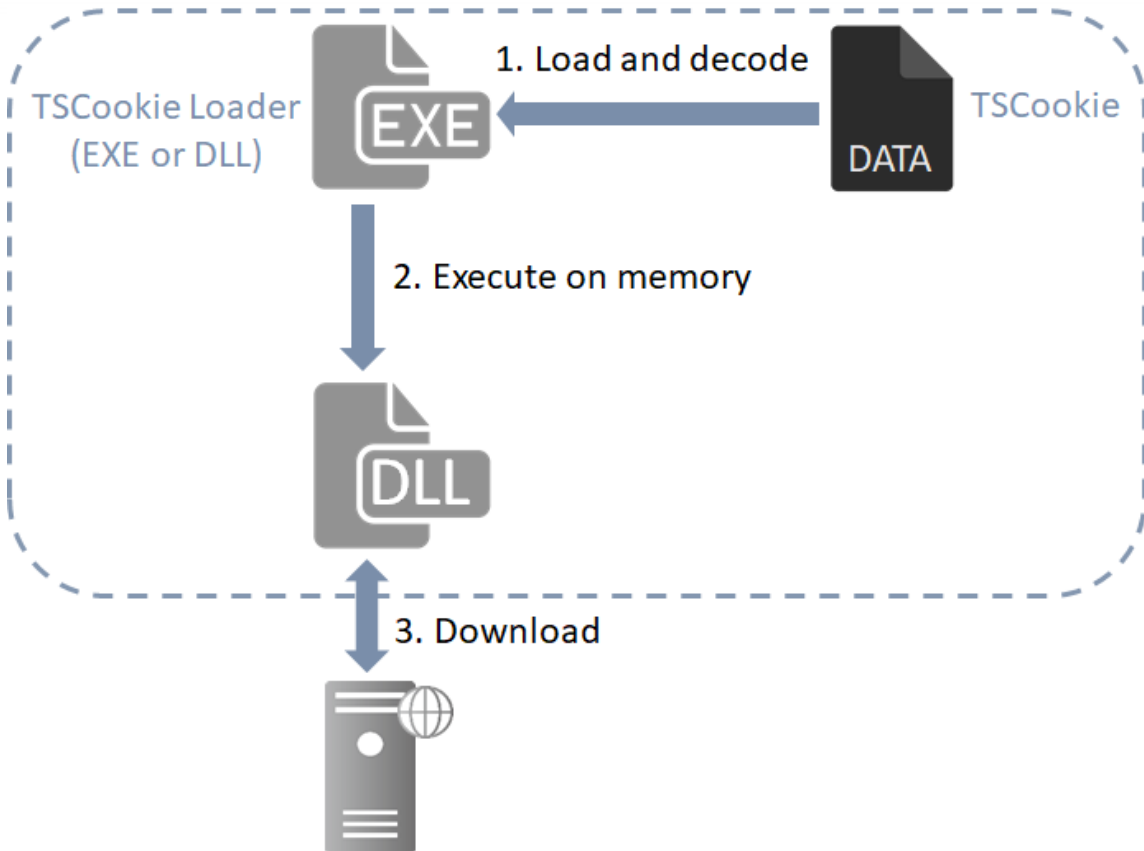 1. Load and decode
TSCookie Loader
(EXE or DLL)
EXE
DATA
TSCookie
2. Execute on memory
DLL
3. Download